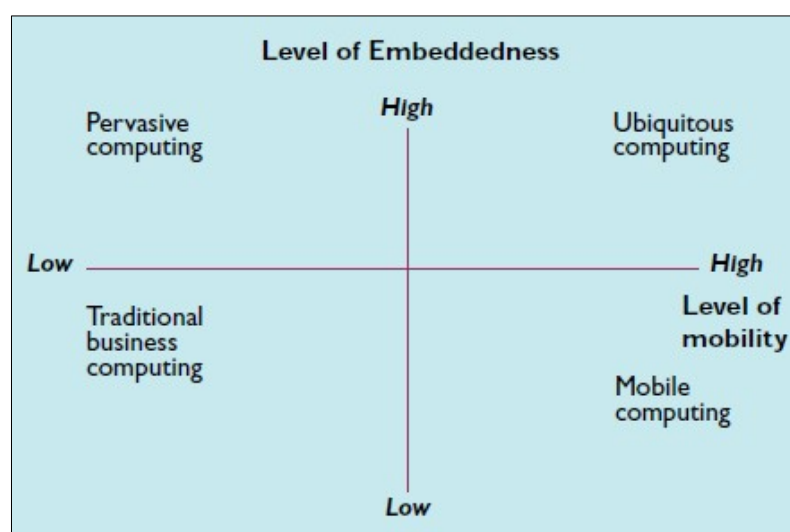 Level of Embeddedness
High
Pervasive
computing
Ubiquitous
computing
Low
High
Traditional
business
computing
Level of
mobility
Mobile
computing
Low